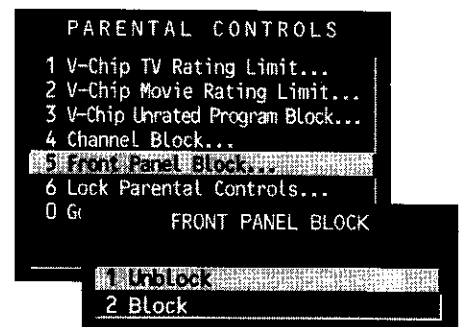 PARENTAL CONTROLS
1 V-Chip TV Rating Limit...
2 V-Chip Movie Rating Limit...
3 V-Chip Unrated Program Block...
4 Channel Block...
5 Front Panel Block...
6 Lock Parental Controls...
0
FRONT PANEL BLOCK
1 Unblock
2 Block